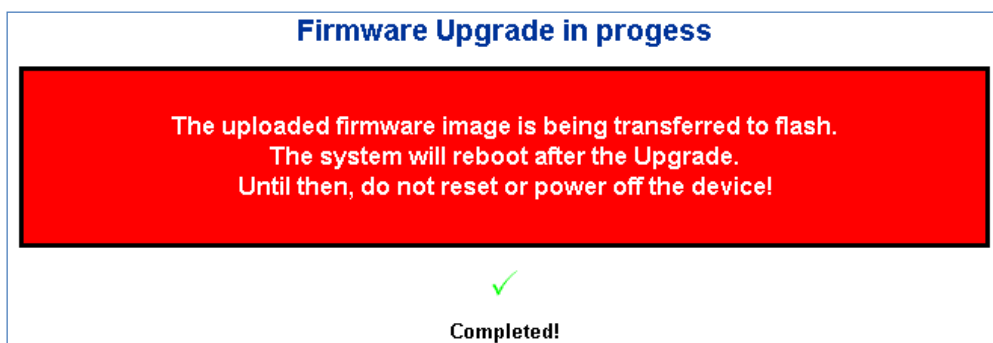 Firmware Upgrade in progess
The uploaded firmware image is being transferred to flash.
The system will reboot after the Upgrade.
Until then, do not reset or power off the device!
Completed!